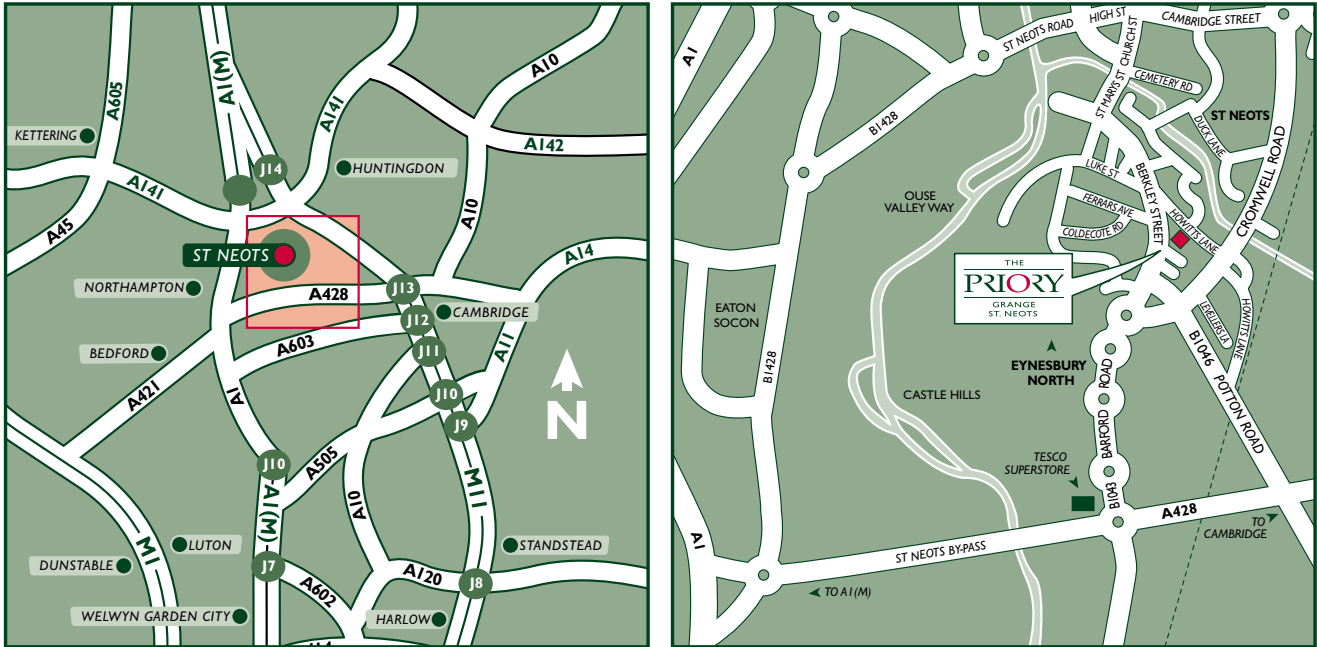 A605
A1(M)
A141
A10
KETTERING
A142
J14
HUNTINGDON
A141
A10
A45
ST NEOTS
A14
NORTHAMPTON
A428
J13
J12
CAMBRIDGE
A603
J11
A11
BEDFORD
A421
A1
J10
J9
N
J10
A505
A10
A1(M)
M11
M1
LUTON
STANDSTEAD
DUNSTABLE
J7
A120
J8
A602
WELWYN GARDEN CITY
HARLOW
A1
ST NEOTS ROAD
HIGH ST
CAMBRIDGE STREET
CHURCH ST
ST MARYS ST
CEMETERY RD
B1428
ST NEOTS
DUCK LANE
CROMWELL ROAD
LUKE ST
BERKLEY STREET
OUSE
VALLEY WAY
FERRARS AVE
COLDECOTE RD
HOWITTS LANE
THE
PRIORY
GRANGE
ST. NEOTS
EATON
SOCON
B1428
LEVELLERS LA
HOWITTS LANE
EYNESBURY
NORTH
B1046 POTTON ROAD
CASTLE HILLS
BARFORD ROAD
TESCO
SUPERSTORE
B1043
A428
TO
CAMBRIDGE
A1
ST NEOTS BY-PASS
TO A1(M)